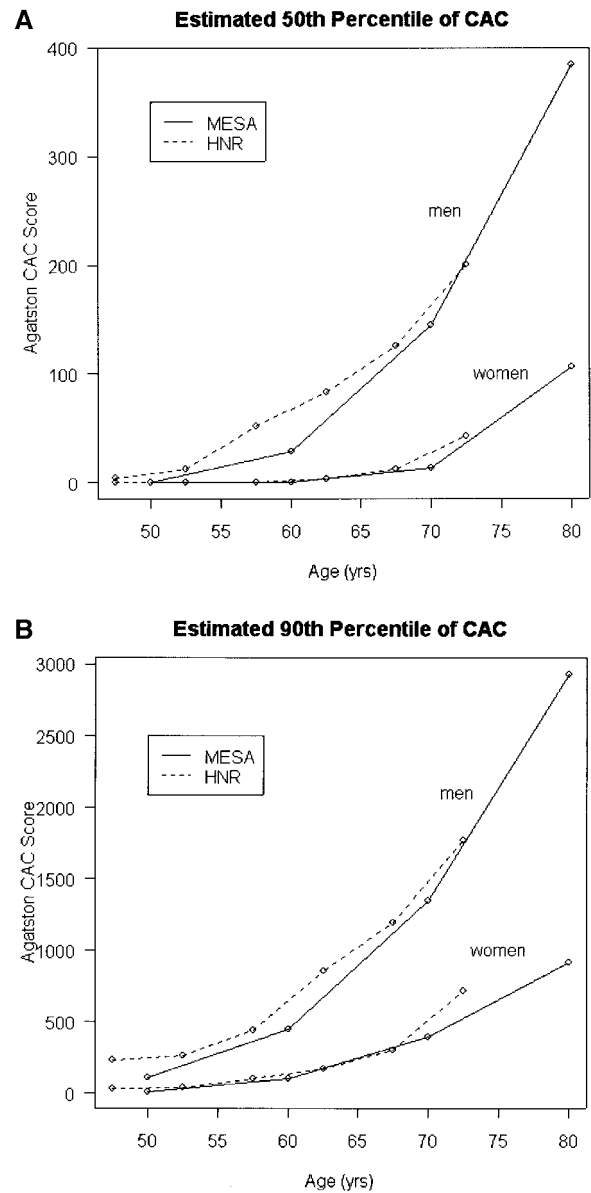 A
Estimated 50th Percentile of CAC
400
300
200
100
0
Agatston CAC Score
MESA
HNR
men
women
50 55 60 65 70 75 80
Age (yrs)
B
Estimated 90th Percentile of CAC
3000
2500
2000
1500
1000
500
0
Agatston CAC Score
MESA
HNR
men
women
50 55 60 65 70 75 80
Age (yrs)